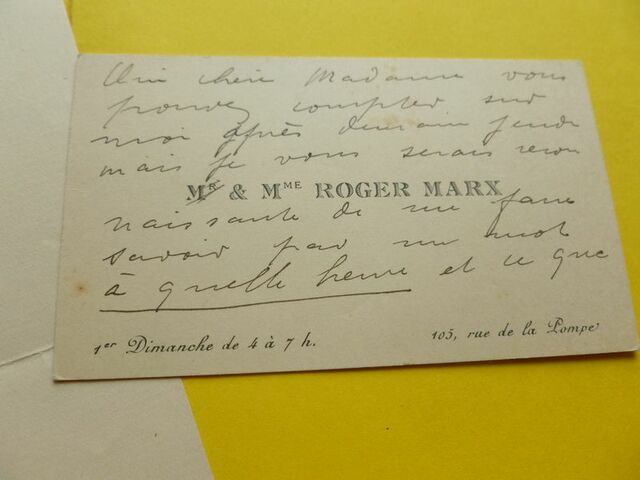 Oui chère Madame vous
pouvez compter sur
moi après demain jeudi
mais je vous serais recon
Mr & Mme ROGER MARX
naissante de me faire
savoir par un mot
à quelle heure et ce que
1er Dimanche de 4 à 7 h.
105, rue de la Pompe